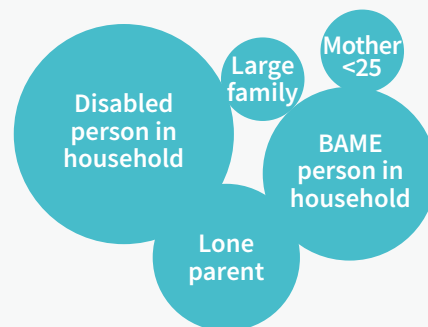 Disabled
person in
household
Large
family
Mother
<25
BAME
person in
household
Lone
parent